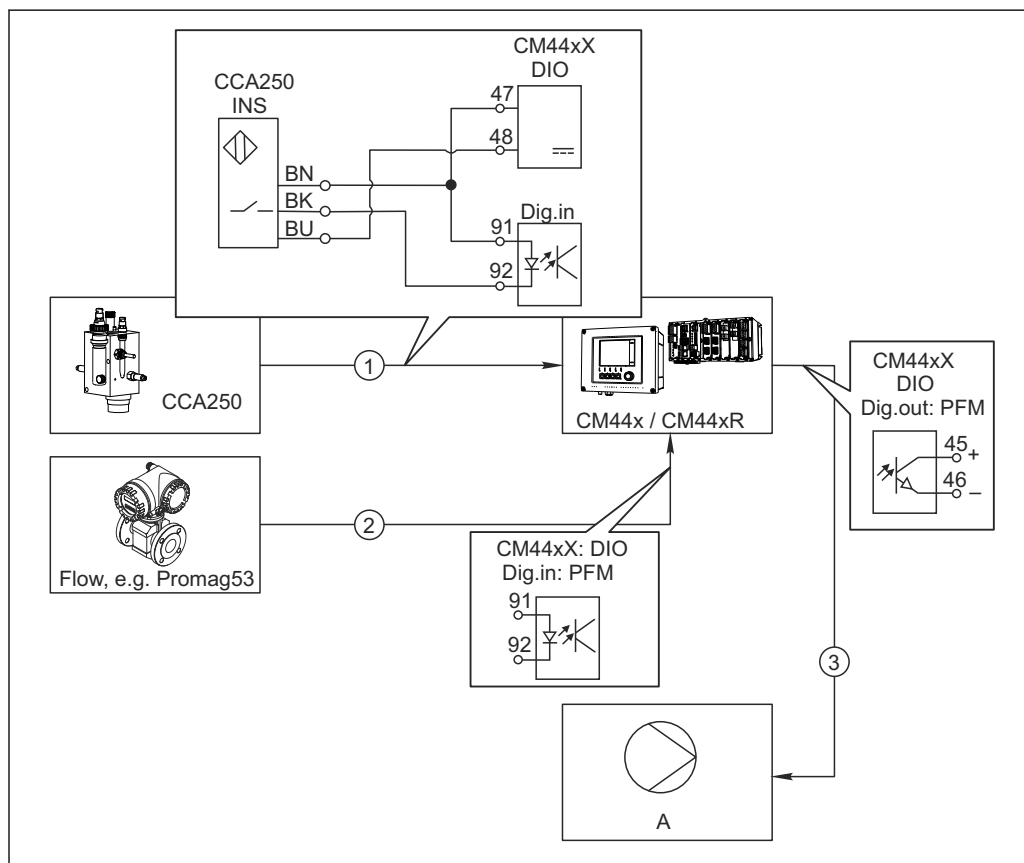 CM44xX
DIO
CCA250
INS
47
48
BN
BK
BU
Dig.in
91
92
CCA250
1
CM44x / CM44xR
CM44xX
DIO
Dig.out: PFM
45 +
46 –
Flow, e.g. Promag53
2
CM44xX: DIO
Dig.in: PFM
91
92
3
A